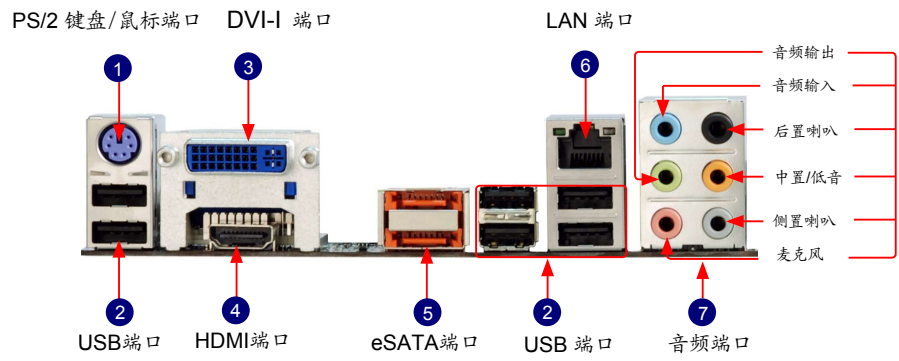 PS/2 键盘/鼠标端口
DVI-I 端口
LAN 端口
音频输出
1
3
6
音频输入
后置喇叭
中置/低音
侧置喇叭
麦克风
2
4
5
2
7
USB端口
HDMI端口
eSATA端口
USB 端口
音频端口